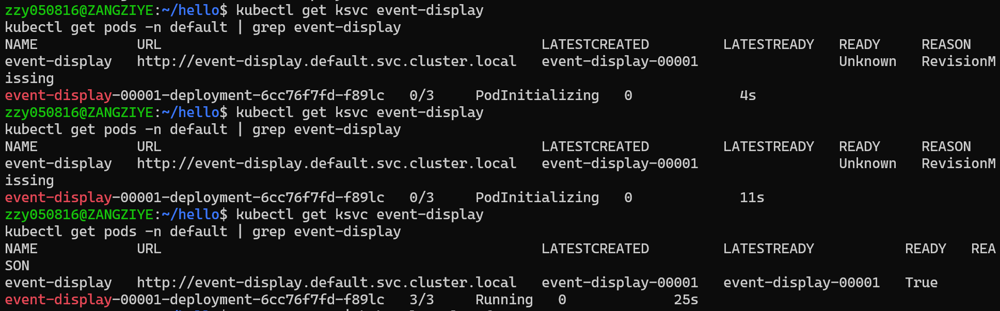 zzy050816@ZANGZIYE:~/hello$ kubectl get ksvc event-display
kubectl get pods -n default | grep event-display
NAME            URL                                              LATESTCREATED         LATESTREADY   READY     REASON
event-display   http://event-display.default.svc.cluster.local   event-display-00001                 Unknown   RevisionM
issing
event-display-00001-deployment-6cc76f7fd-f89lc   0/3     PodInitializing   0             4s
zzy050816@ZANGZIYE:~/hello$ kubectl get ksvc event-display
kubectl get pods -n default | grep event-display
NAME            URL                                              LATESTCREATED         LATESTREADY   READY     REASON
event-display   http://event-display.default.svc.cluster.local   event-display-00001                 Unknown   RevisionM
issing
event-display-00001-deployment-6cc76f7fd-f89lc   0/3     PodInitializing   0             11s
zzy050816@ZANGZIYE:~/hello$ kubectl get ksvc event-display
kubectl get pods -n default | grep event-display
NAME            URL                                              LATESTCREATED         LATESTREADY           READY   REA
SON
event-display   http://event-display.default.svc.cluster.local   event-display-00001   event-display-00001   True
event-display-00001-deployment-6cc76f7fd-f89lc   3/3     Running   0             25s